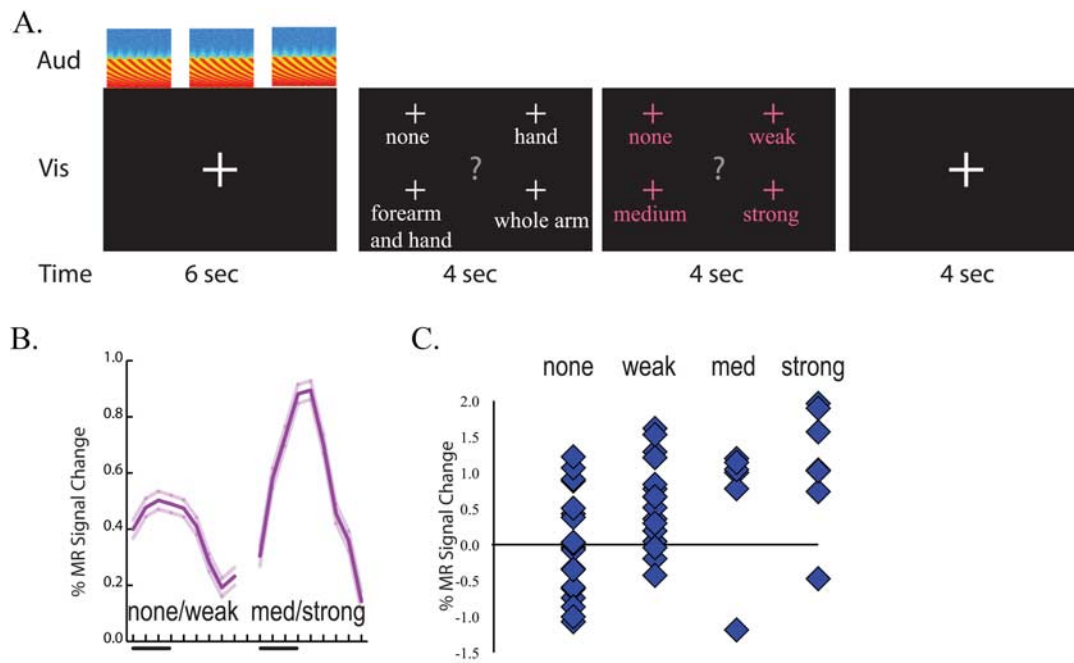 A.
Aud
Vis
none hand
?
forearm
and hand
whole arm
none weak
?
medium strong
Time 6 sec 4 sec 4 sec 4 sec
B.
% MR Signal Change
1.0
0.8
0.6
0.4
0.2
0.0
none/weak med/strong
C.
none weak med strong
% MR Signal Change
2.0
1.5
1.0
0.5
0.0
-0.5
-1.0
-1.5